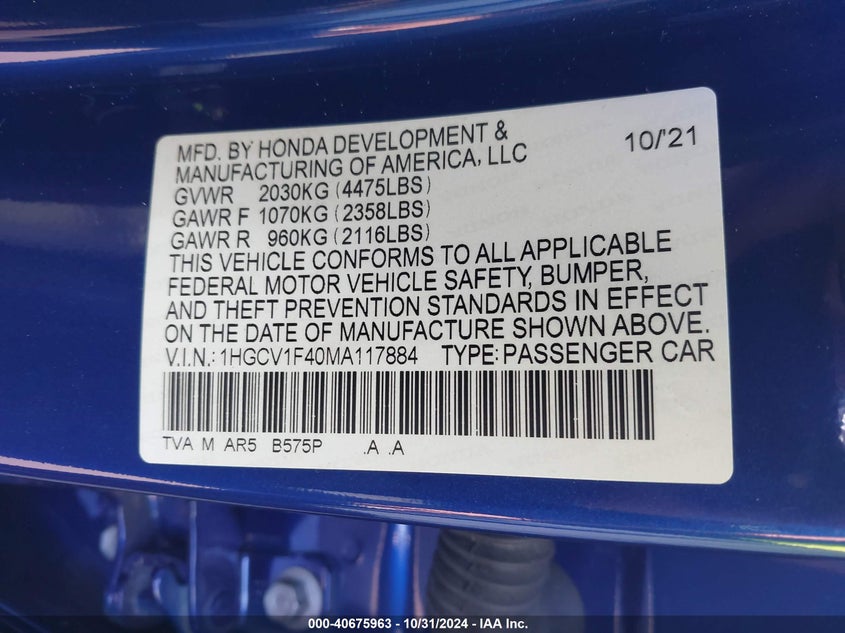 MFD. BY HONDA DEVELOPMENT & 10/'21
MANUFACTURING OF AMERICA, LLC
GVWR 2030KG (4475LBS)
GAWR F 1070KG (2358LBS)
GAWR R 960KG (2116LBS)
THIS VEHICLE CONFORMS TO ALL APPLICABLE
FEDERAL MOTOR VEHICLE SAFETY, BUMPER,
AND THEFT PREVENTION STANDARDS IN EFFECT
ON THE DATE OF MANUFACTURE SHOWN ABOVE.
V.I.N.: 1HGCV1F40MA117884 TYPE: PASSENGER CAR
TVA M AR5 B575P .A .A
000-40675963 - 10/31/2024 - IAA Inc.